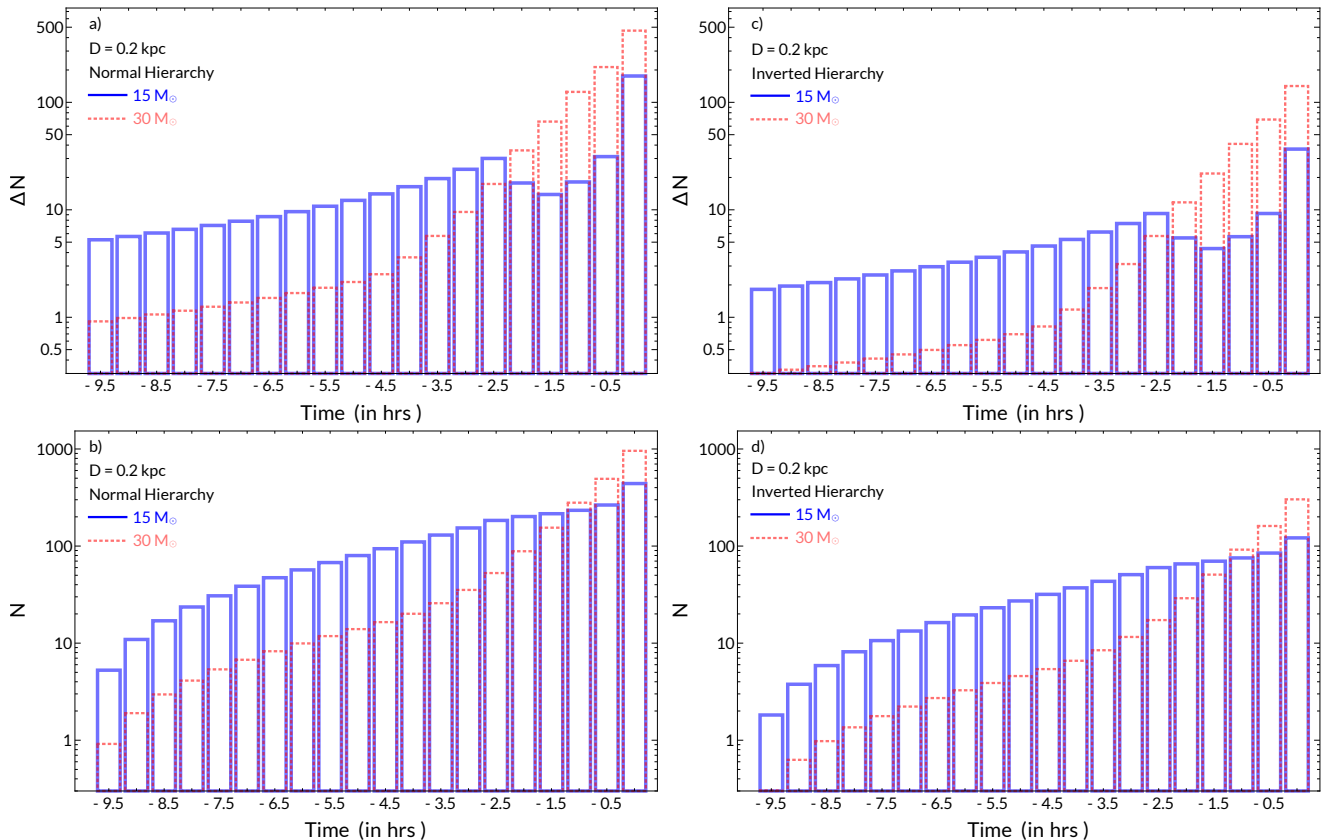 a)
D = 0.2 kpc
Normal Hierarchy
15 M☉
30 M☉
500
100
50
10
5
1
0.5
ΔN
- 9.5 - 8.5 - 7.5 - 6.5 - 5.5 - 4.5 - 3.5 - 2.5 - 1.5 - 0.5
Time (in hrs )
c)
D = 0.2 kpc
Inverted Hierarchy
15 M☉
30 M☉
500
100
50
10
5
1
0.5
ΔN
- 9.5 - 8.5 - 7.5 - 6.5 - 5.5 - 4.5 - 3.5 - 2.5 - 1.5 - 0.5
Time (in hrs )
b)
D = 0.2 kpc
Normal Hierarchy
15 M☉
30 M☉
1000
100
10
1
N
- 9.5 - 8.5 - 7.5 - 6.5 - 5.5 - 4.5 - 3.5 - 2.5 - 1.5 - 0.5
Time (in hrs )
d)
D = 0.2 kpc
Inverted Hierarchy
15 M☉
30 M☉
1000
100
10
1
N
- 9.5 - 8.5 - 7.5 - 6.5 - 5.5 - 4.5 - 3.5 - 2.5 - 1.5 - 0.5
Time (in hrs )